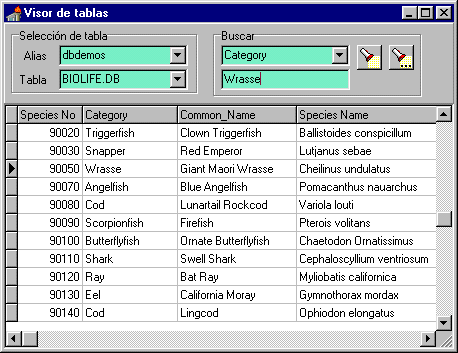 Visor de tablas
Selección de tabla
Alias dbdemos
Tabla BIOLIFE.DB
Buscar
Category
Wrasse
Species No Category Common_Name Species Name
90020 Triggerfish Clown Triggerfish Ballistoides conspicillum
90030 Snapper Red Emperor Lutjanus sebae
90050 Wrasse Giant Maori Wrasse Cheilinus undulatus
90070 Angelfish Blue Angelfish Pomacanthus nauarchus
90080 Cod Lunartail Rockcod Variola louti
90090 Scorpionfish Firefish Pterois volitans
90100 Butterflyfish Ornate Butterflyfish Chaetodon Ornatissimus
90110 Shark Swell Shark Cephaloscyllium ventriosum
90120 Ray Bat Ray Myliobatis californica
90130 Eel California Moray Gymnothorax mordax
90140 Cod Lingcod Ophiodon elongatus